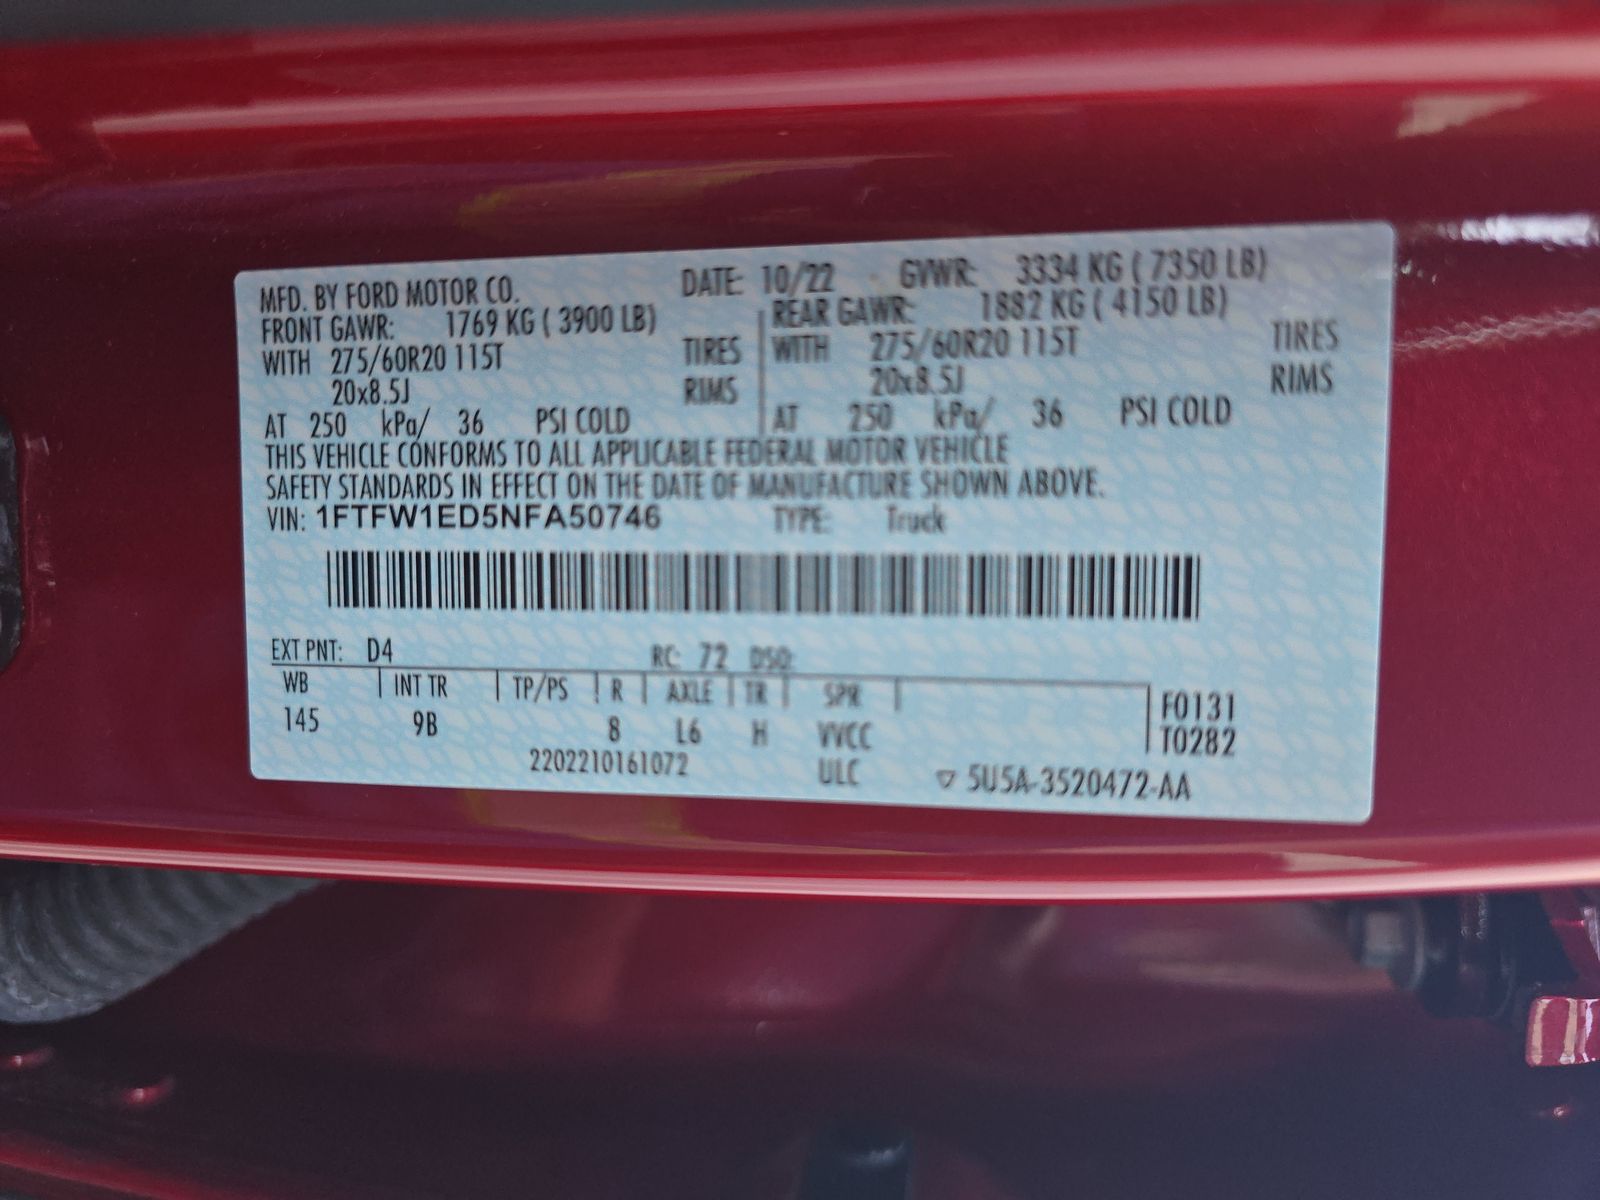 MFD. BY FORD MOTOR CO. DATE: 10/22 GVWR: 3334 KG ( 7350 LB)
FRONT GAWR: 1769 KG ( 3900 LB) REAR GAWR: 1882 KG ( 4150 LB)
WITH 275/60R20 115T TIRES WITH 275/60R20 115T TIRES
20x8.5J RIMS 20x8.5J RIMS
AT 250 kPa/ 36 PSI COLD AT 250 kPa/ 36 PSI COLD
THIS VEHICLE CONFORMS TO ALL APPLICABLE FEDERAL MOTOR VEHICLE
SAFETY STANDARDS IN EFFECT ON THE DATE OF MANUFACTURE SHOWN ABOVE.
VIN: 1FTFW1ED5NFA50746 TYPE: Truck
EXT PNT: D4 RC: 72 DSO:
WB INT TR TP/PS R AXLE TR SPR F0131
145 9B 8 L6 H VVCC T0282
2202210161072 ULC ▽ 5U5A-3520472-AA